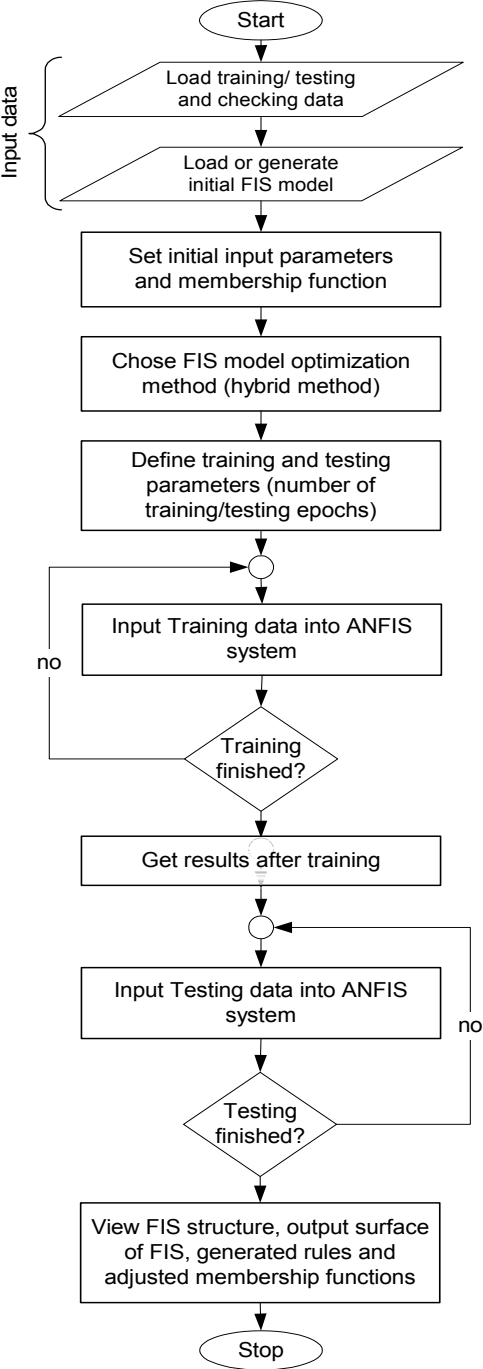 Start
Input data
Load training/ testing
and checking data
Load or generate
initial FIS model
Set initial input parameters
and membership function
Chose FIS model optimization
method (hybrid method)
Define training and testing
parameters (number of
training/testing epochs)
Input Training data into ANFIS
system
no
Training
finished?
Get results after training
Input Testing data into ANFIS
system
no
Testing
finished?
View FIS structure, output surface
of FIS, generated rules and
adjusted membership functions
Stop